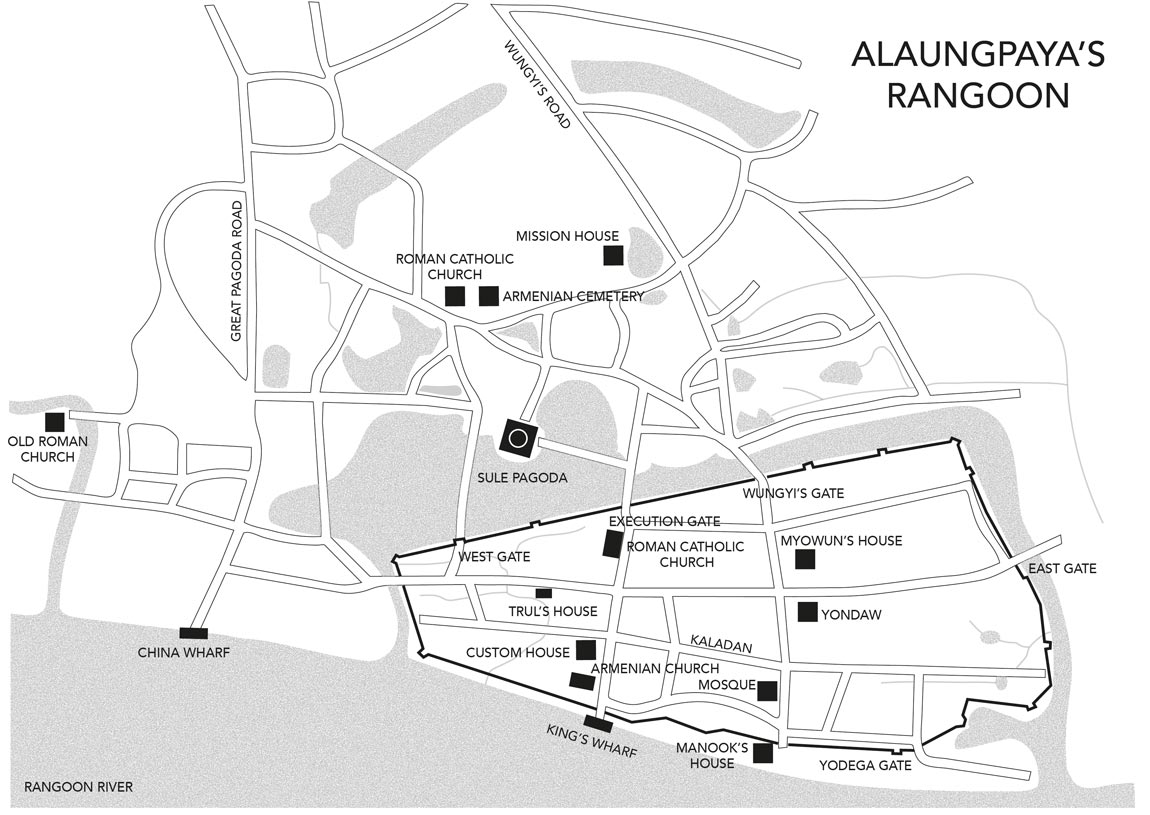 ALAUNGPAYA'S
RANGOON
WUNGYI'S ROAD
GREAT PAGODA ROAD
MISSION HOUSE
ROMAN CATHOLIC
CHURCH
ARMENIAN CEMETERY
OLD ROMAN
CHURCH
SULE PAGODA
WUNGYI'S GATE
EXECUTION GATE
WEST GATE
ROMAN CATHOLIC
CHURCH
MYOWUN'S HOUSE
EAST GATE
TRUL'S HOUSE
YONDAW
CHINA WHARF
CUSTOM HOUSE
KALADAN
ARMENIAN CHURCH
MOSQUE
KING'S WHARF
MANOOK'S
HOUSE
YODEGA GATE
RANGOON RIVER